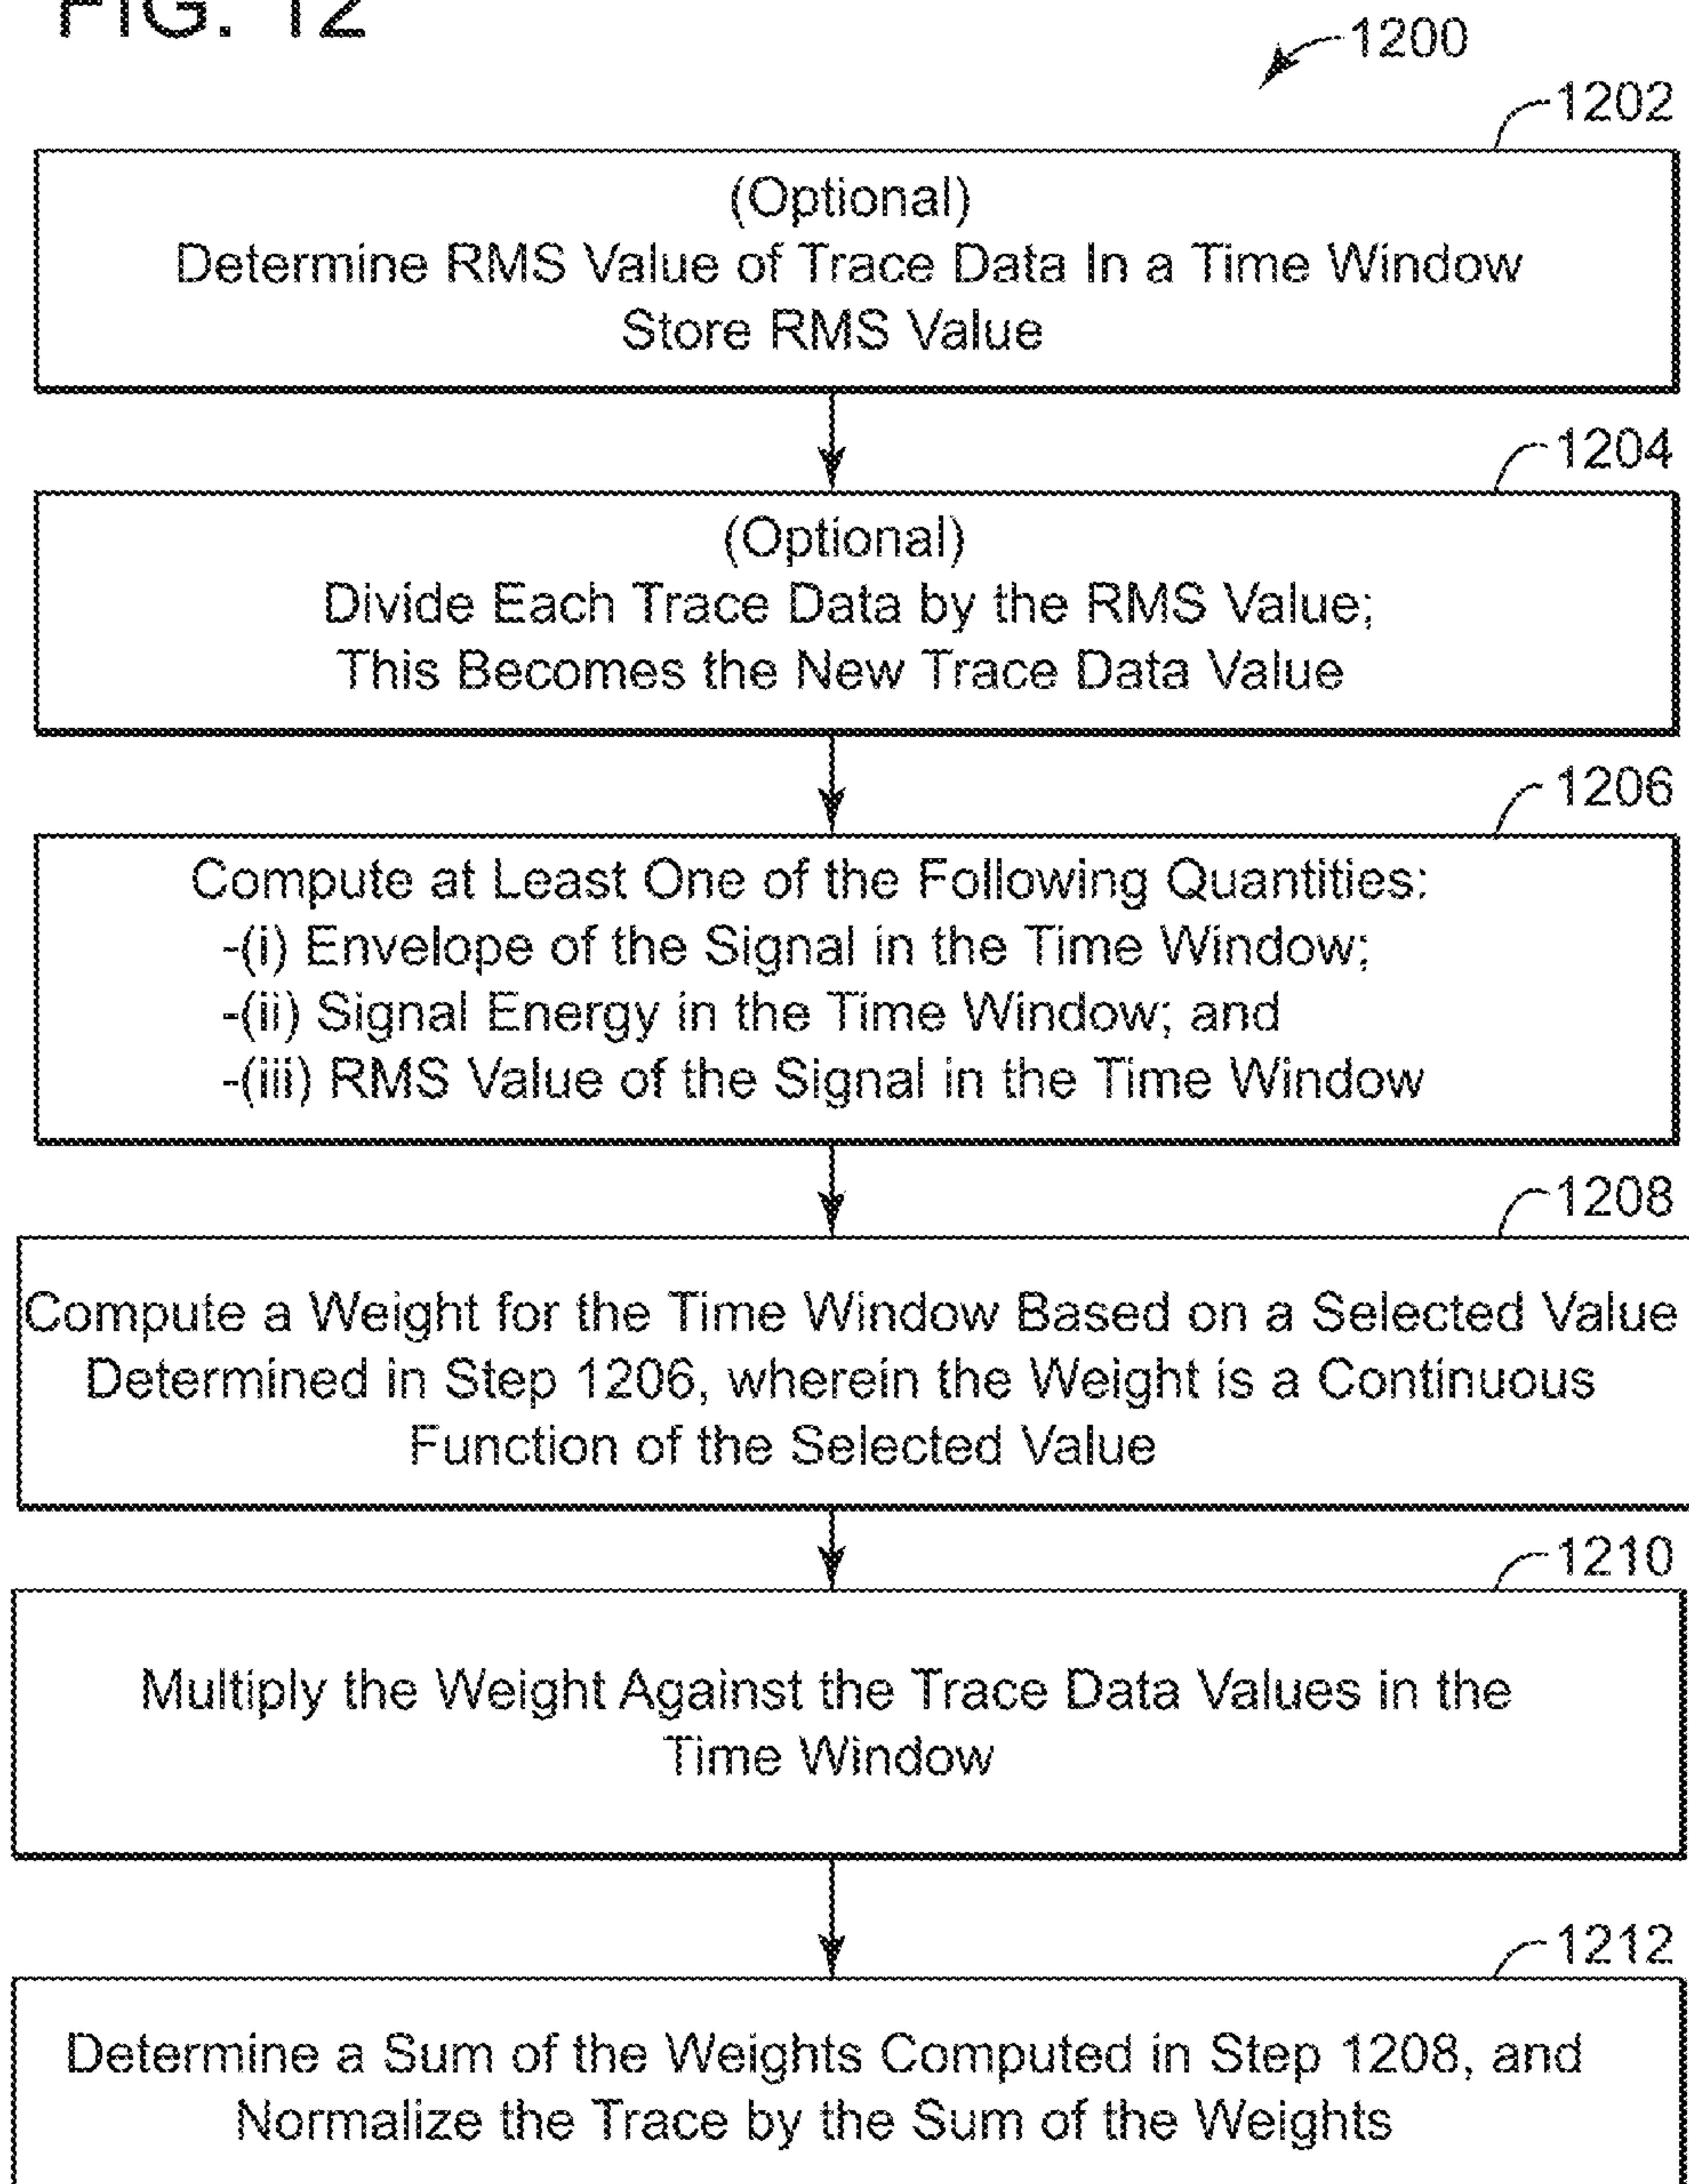 FIG. 12
1200
1202
(Optional)
Determine RMS Value of Trace Data In a Time Window
Store RMS Value
1204
(Optional)
Divide Each Trace Data by the RMS Value;
This Becomes the New Trace Data Value
1206
Compute at Least One of the Following Quantities:
-(i) Envelope of the Signal in the Time Window;
-(ii) Signal Energy in the Time Window; and
-(iii) RMS Value of the Signal in the Time Window
1208
Compute a Weight for the Time Window Based on a Selected Value
Determined in Step 1206, wherein the Weight is a Continuous
Function of the Selected Value
1210
Multiply the Weight Against the Trace Data Values in the
Time Window
1212
Determine a Sum of the Weights Computed in Step 1208, and
Normalize the Trace by the Sum of the Weights